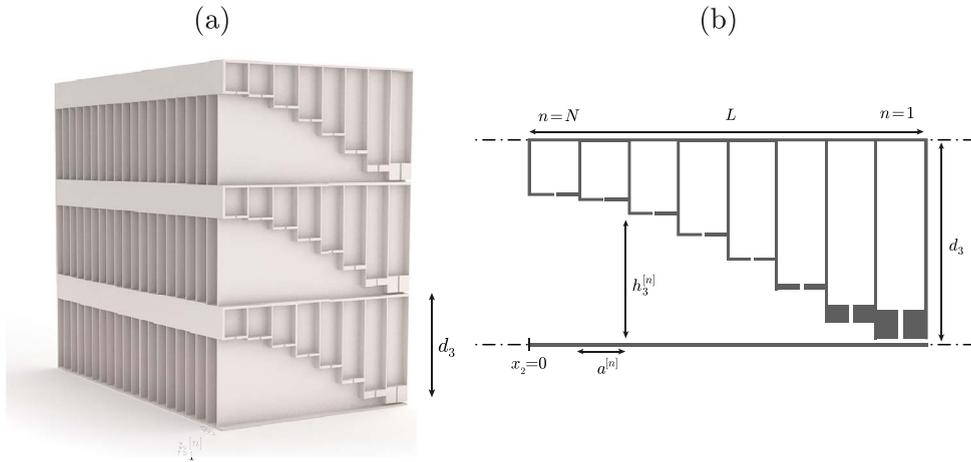 (a)
(b)
n=N
L
n=1
d₃
h₃^[n]
d₃
x₂=0
a^[n]